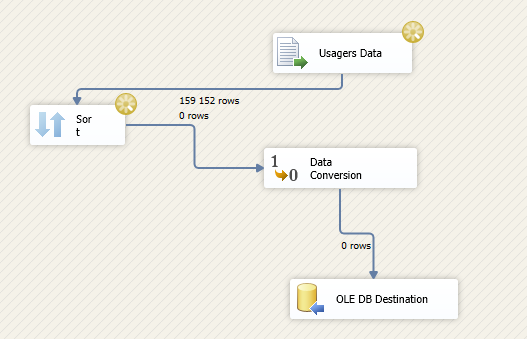 Usagers Data
159 152 rows
0 rows
Sor
t
1
0
Data
Conversion
0 rows
OLE DB Destination